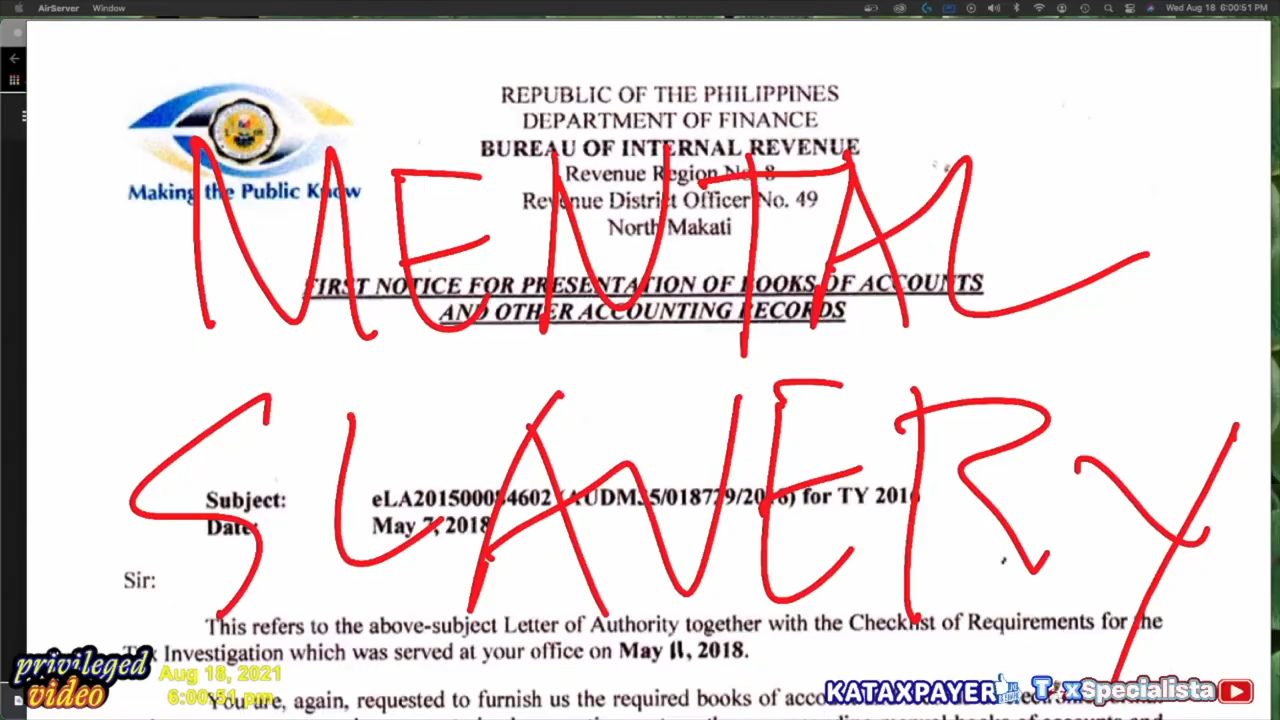 AirServer Window Wed Aug 18 6:00:51 PM
REPUBLIC OF THE PHILIPPINES
DEPARTMENT OF FINANCE
BUREAU OF INTERNAL REVENUE
Revenue Region No. 8
Revenue District Officer No. 49
North Makati
Making the Public Know
MENTAL
FIRST NOTICE FOR PRESENTATION OF BOOKS OF ACCOUNTS
AND OTHER ACCOUNTING RECORDS
SLAVERY
Subject: for TY 2016
Date: May 7, 2018
Sir:
This refers to the above-subject Letter of Authority together with the Checklist of Requirements for the
Tax Investigation which was served at your office on May 11, 2018.
You are, again, requested to furnish us the required books of
privileged
video
Aug 18, 2021
6:00:51 pm
KATAXPAYER TaxSpecialista